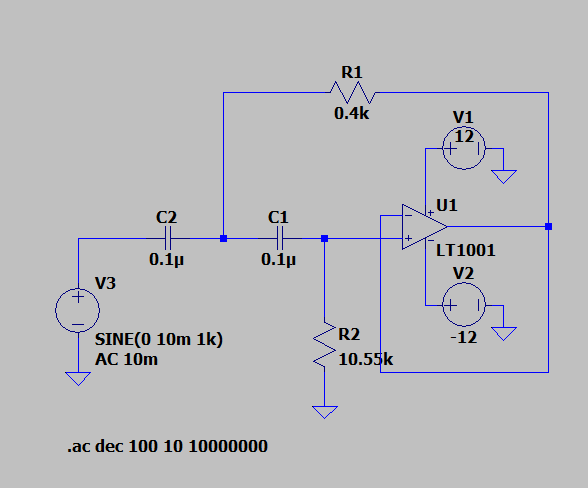 R1
0.4k
V1
12
C2
C1
U1
0.1µ
0.1µ
LT1001
V2
V3
SINE(0 10m 1k)
AC 10m
R2
10.55k
-12
.ac dec 100 10 10000000